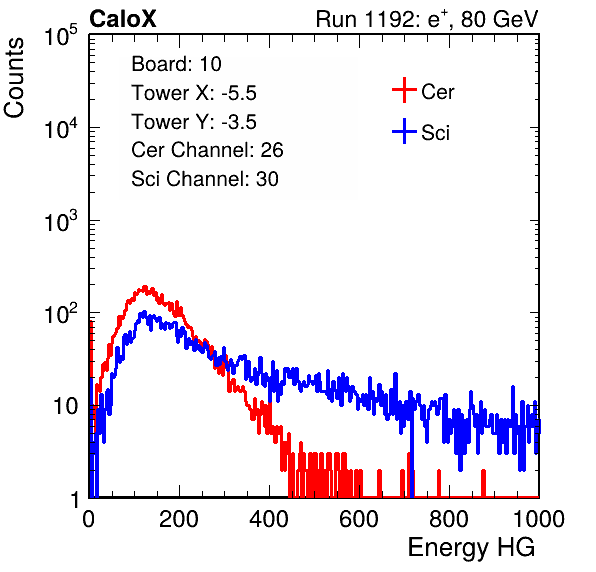 CaloX Run 1192: e⁺, 80 GeV
Counts
10⁵
10⁴
10³
10²
10
1
Board: 10
Tower X: -5.5
Tower Y: -3.5
Cer Channel: 26
Sci Channel: 30
Cer
Sci
0 200 400 600 800 1000
Energy HG